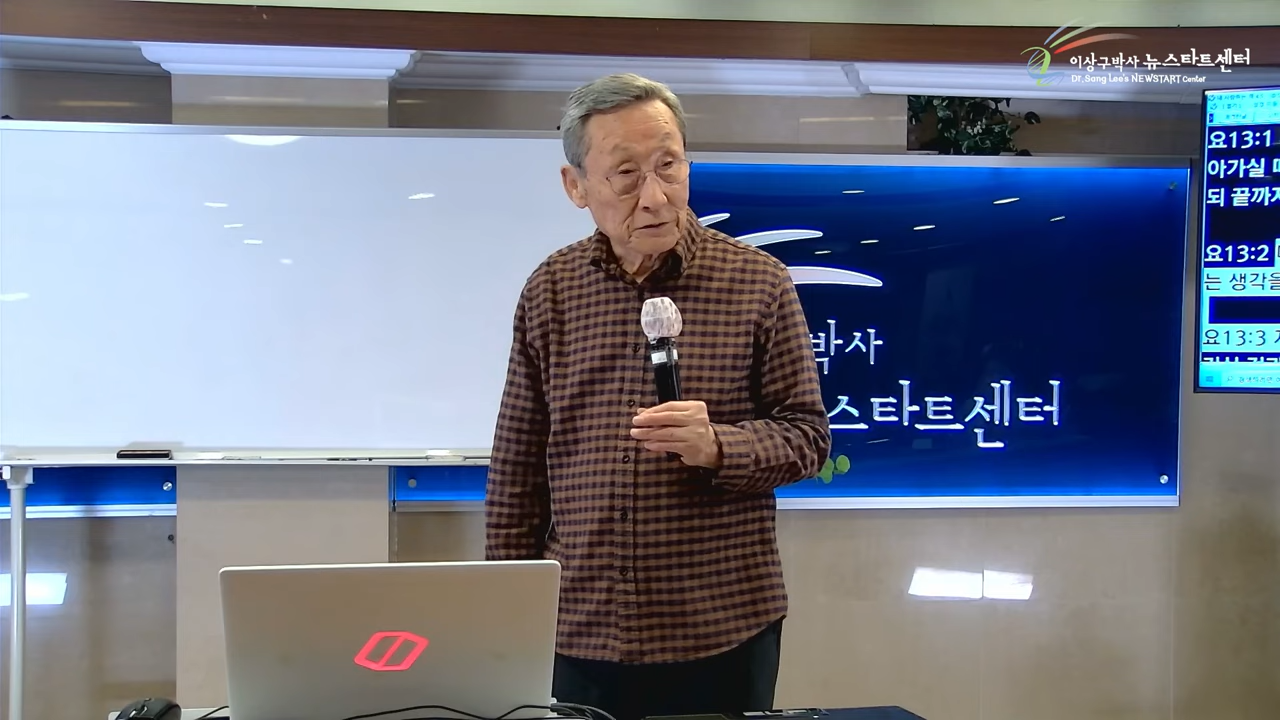 이상구박사 뉴스타트센터
Dr. Sang Lee's NEWSTART Center
요13:1
아가실
되 끝까지
요13:2
는 생각을
요13:3
박사
스타트센터